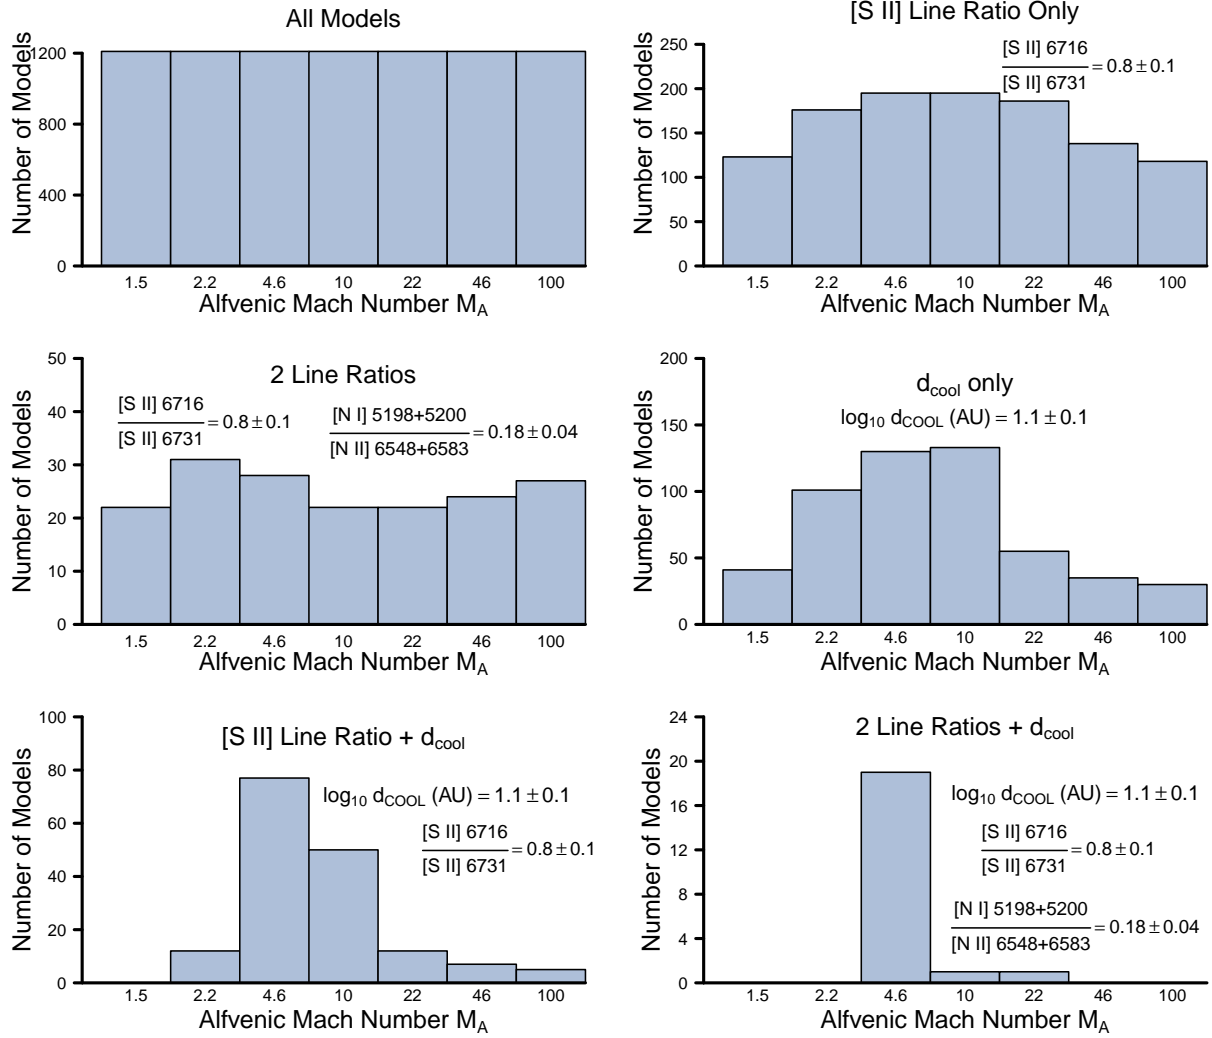 All Models
Number of Models
1200
800
400
0
1.5 2.2 4.6 10 22 46 100
Alfvenic Mach Number M_A
[S II] Line Ratio Only
Number of Models
250
200
150
100
50
0
[S II] 6716
[S II] 6731
= 0.8 ± 0.1
1.5 2.2 4.6 10 22 46 100
Alfvenic Mach Number M_A
2 Line Ratios
Number of Models
50
40
30
20
10
0
[S II] 6716
[S II] 6731
= 0.8 ± 0.1
[N I] 5198+5200
[N II] 6548+6583
= 0.18 ± 0.04
1.5 2.2 4.6 10 22 46 100
Alfvenic Mach Number M_A
d_cool only
log_10 d_COOL (AU) = 1.1 ± 0.1
Number of Models
200
150
100
50
0
1.5 2.2 4.6 10 22 46 100
Alfvenic Mach Number M_A
[S II] Line Ratio + d_cool
Number of Models
100
80
60
40
20
0
log_10 d_COOL (AU) = 1.1 ± 0.1
[S II] 6716
[S II] 6731
= 0.8 ± 0.1
1.5 2.2 4.6 10 22 46 100
Alfvenic Mach Number M_A
2 Line Ratios + d_cool
Number of Models
24
20
16
12
8
4
0
log_10 d_COOL (AU) = 1.1 ± 0.1
[S II] 6716
[S II] 6731
= 0.8 ± 0.1
[N I] 5198+5200
[N II] 6548+6583
= 0.18 ± 0.04
1.5 2.2 4.6 10 22 46 100
Alfvenic Mach Number M_A